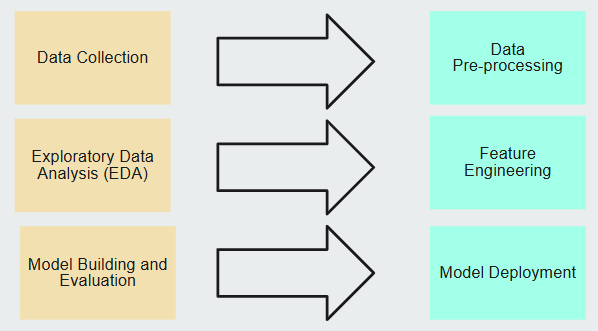 Data Collection
Data
Pre-processing
Exploratory Data
Analysis (EDA)
Feature
Engineering
Model Building and
Evaluation
Model Deployment